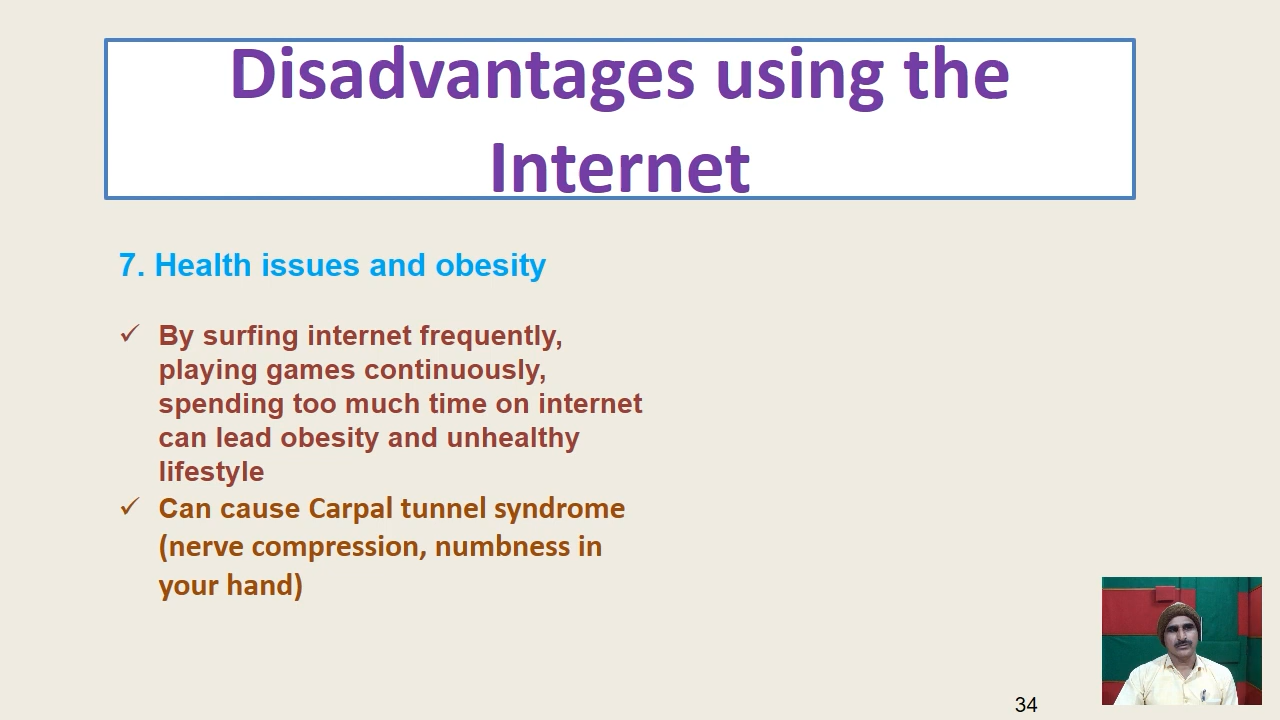 Disadvantages using the
Internet
7. Health issues and obesity
✓ By surfing internet frequently,
playing games continuously,
spending too much time on internet
can lead obesity and unhealthy
lifestyle
✓ Can cause Carpal tunnel syndrome
(nerve compression, numbness in
your hand)
34